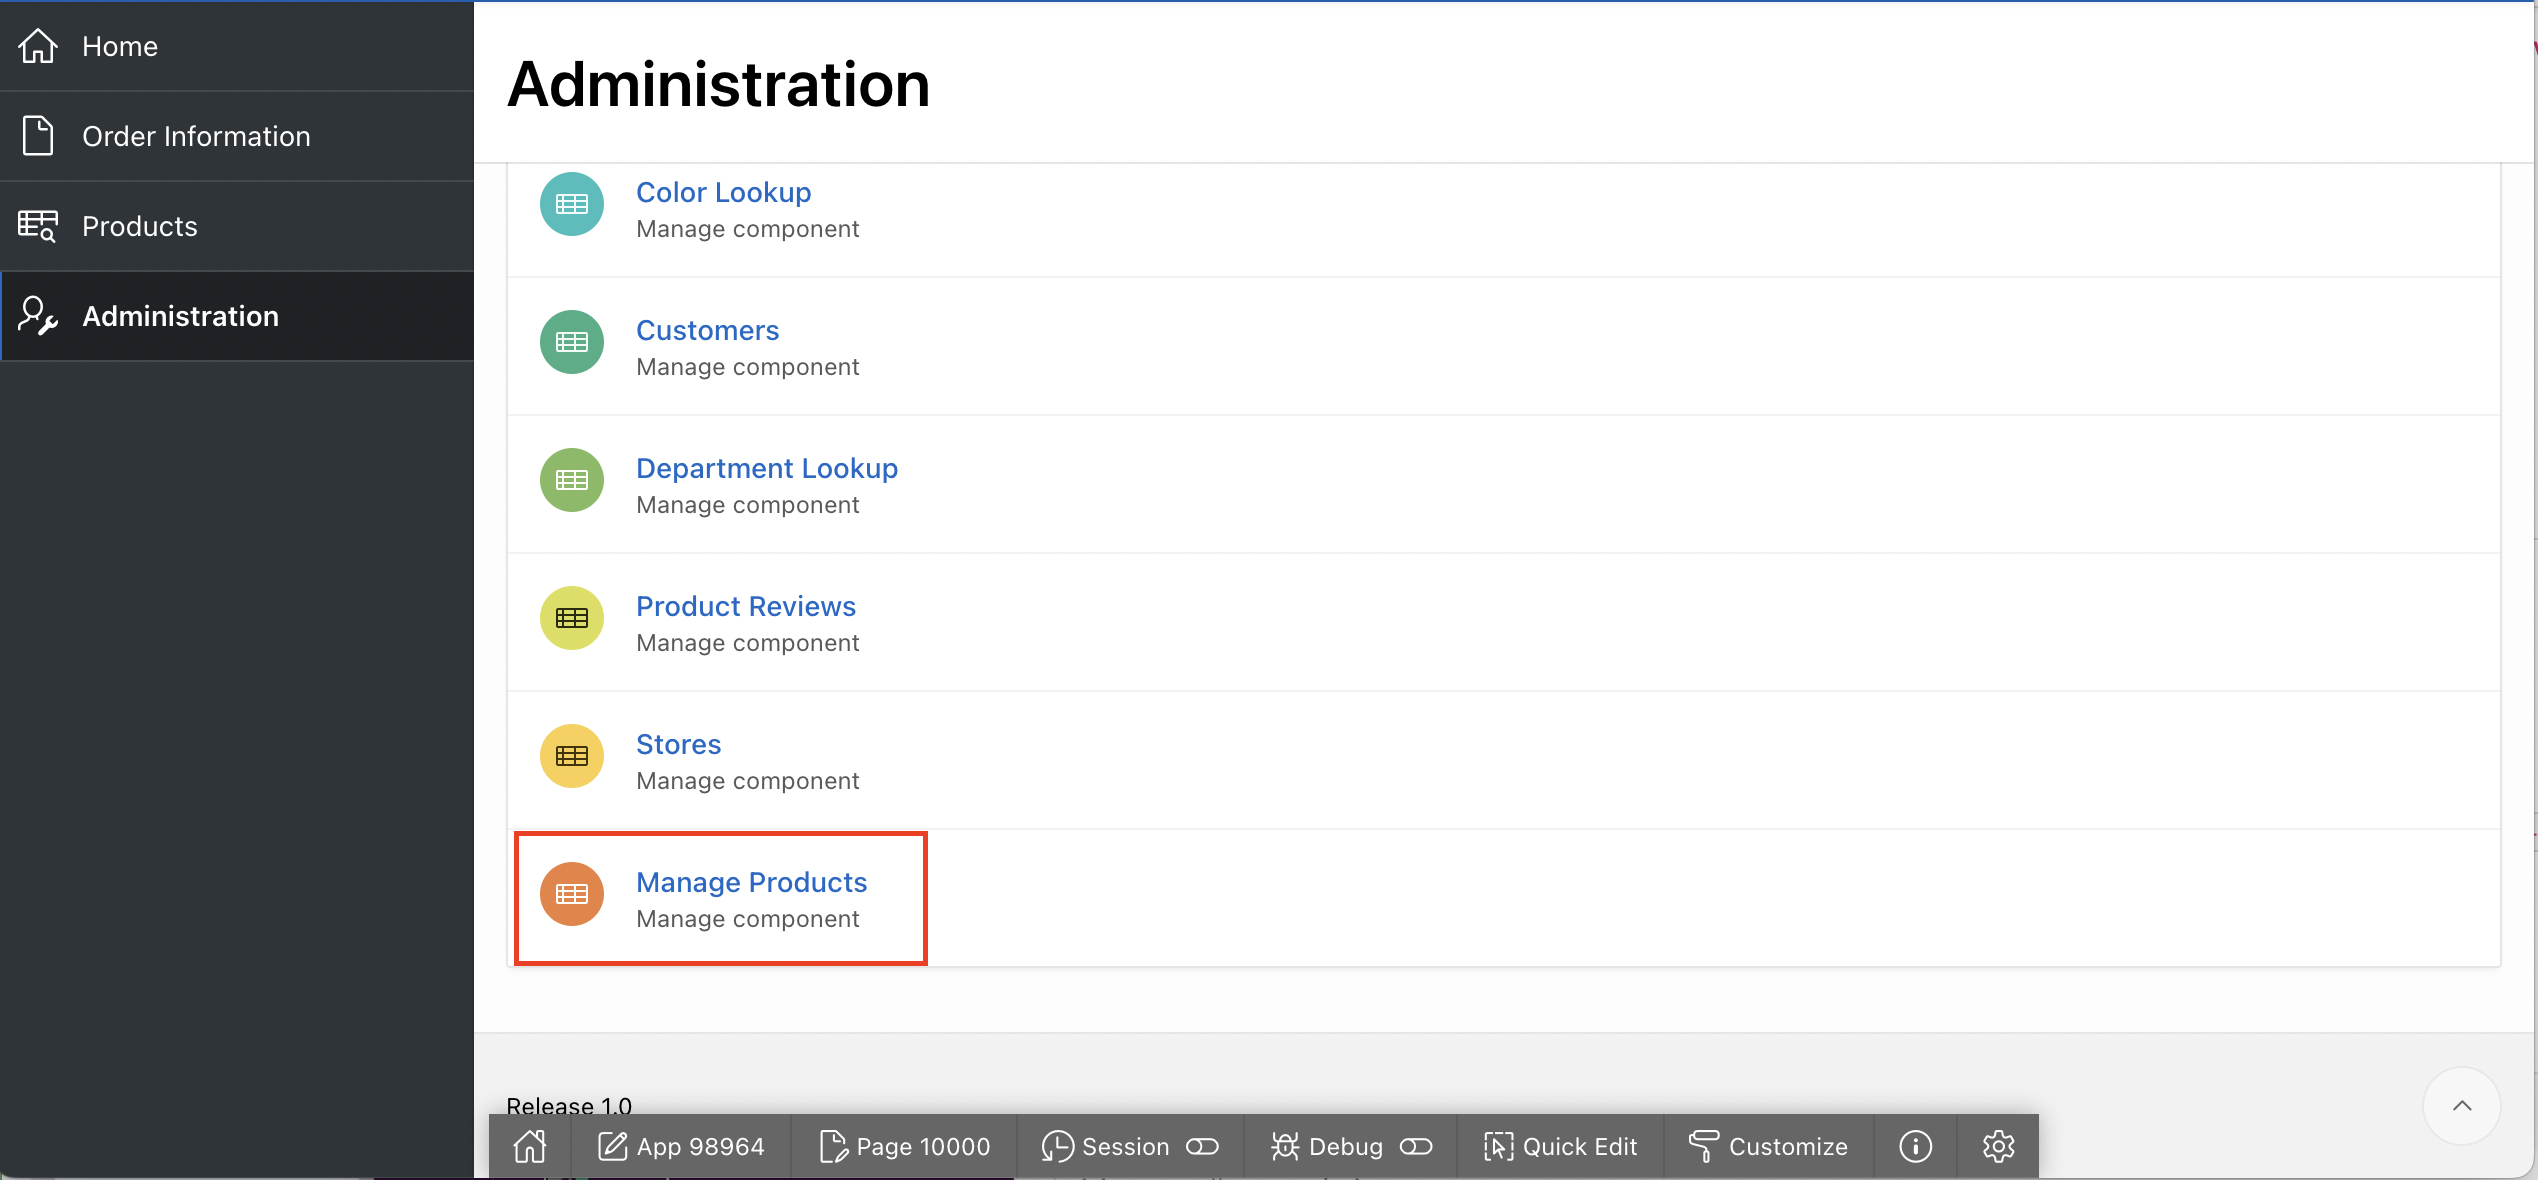 Home
Order Information
Products
Administration
Administration
Color Lookup
Manage component
Customers
Manage component
Department Lookup
Manage component
Product Reviews
Manage component
Stores
Manage component
Manage Products
Manage component
Release 1.0
App 98964 Page 10000 Session Debug Quick Edit Customize